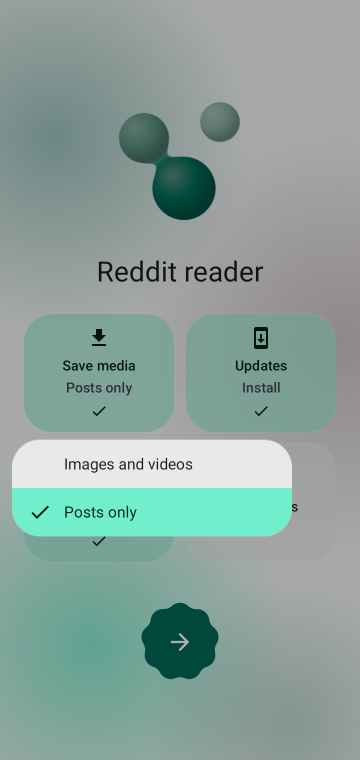 Reddit reader
Save media
Posts only
Updates
Install
Images and videos
Posts only
s